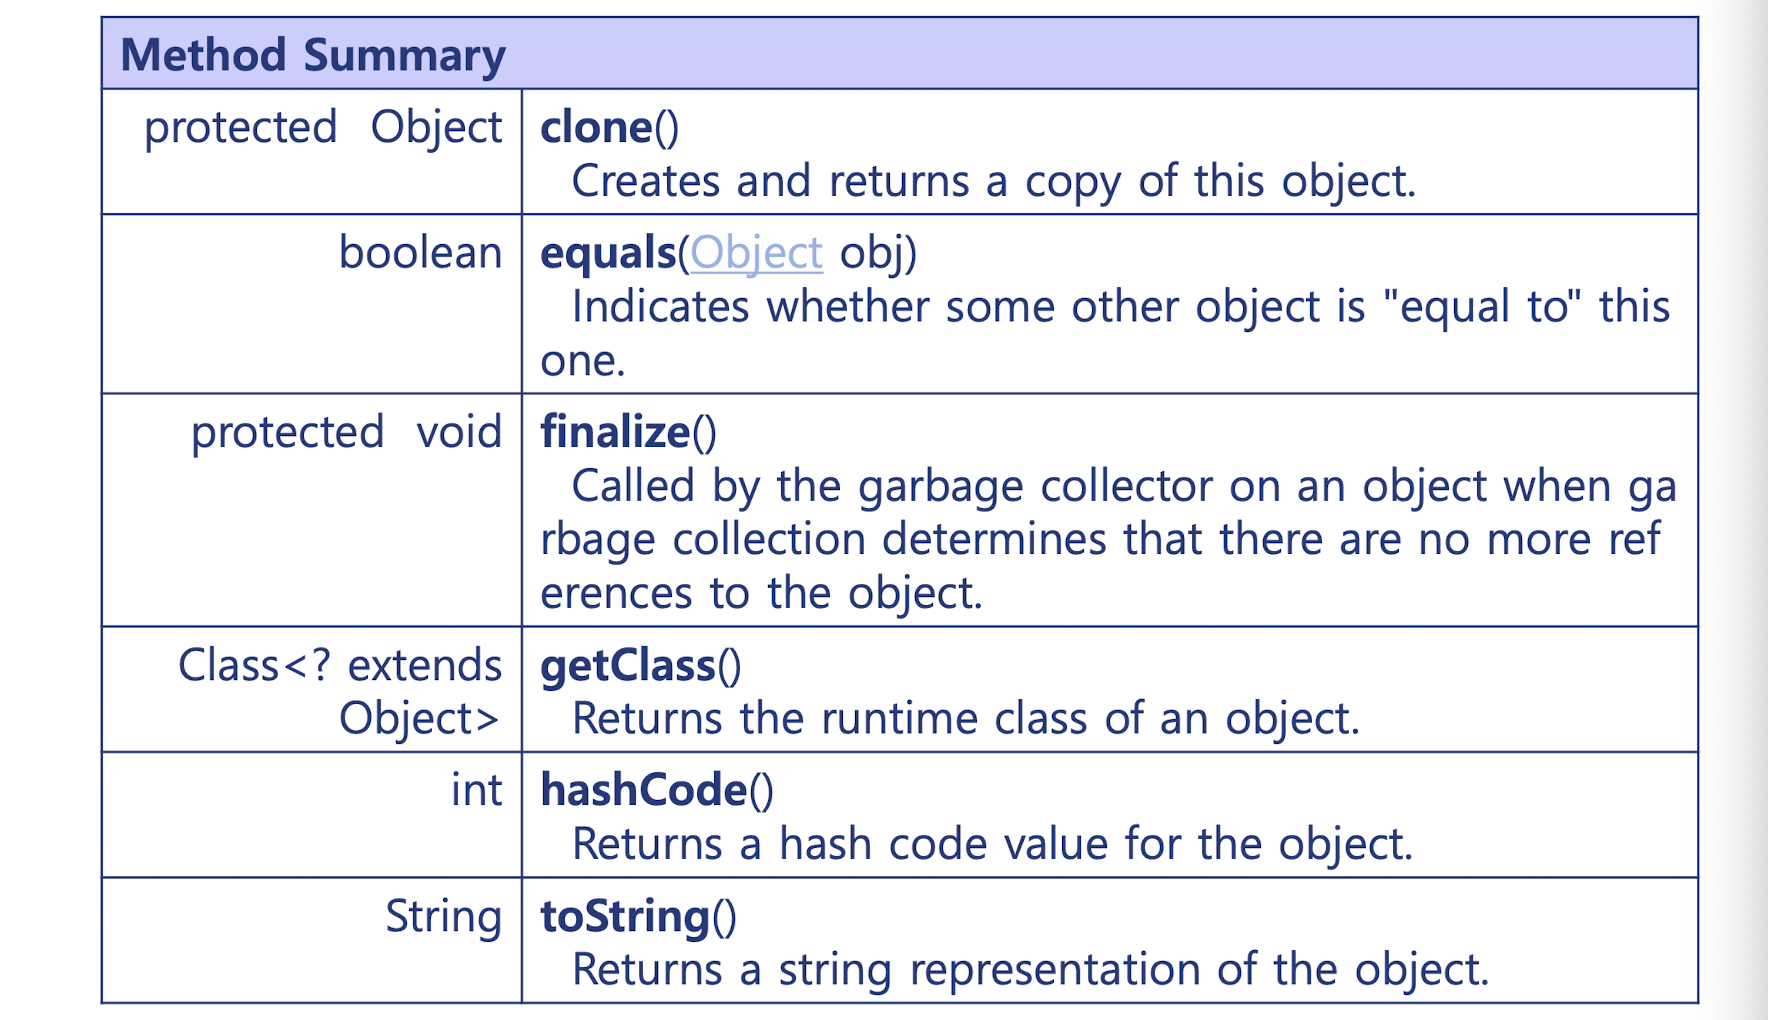 Method Summary
protected Object
clone()
Creates and returns a copy of this object.
boolean
equals(Object obj)
Indicates whether some other object is "equal to" this
one.
protected void
finalize()
Called by the garbage collector on an object when ga
rbage collection determines that there are no more ref
erences to the object.
Class<? extends
Object>
getClass()
Returns the runtime class of an object.
int
hashCode()
Returns a hash code value for the object.
String
toString()
Returns a string representation of the object.